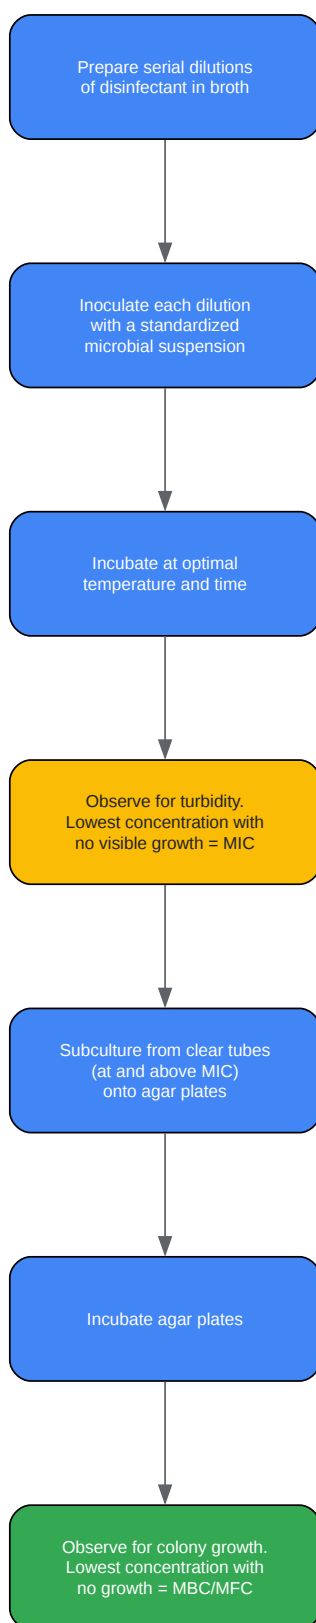 Prepare serial dilutions
of disinfectant in broth
Inoculate each dilution
with a standardized
microbial suspension
Incubate at optimal
temperature and time
Observe for turbidity.
Lowest concentration with
no visible growth = MIC
Subculture from clear tubes
(at and above MIC)
onto agar plates
Incubate agar plates
Observe for colony growth.
Lowest concentration with
no growth = MBC/MFC